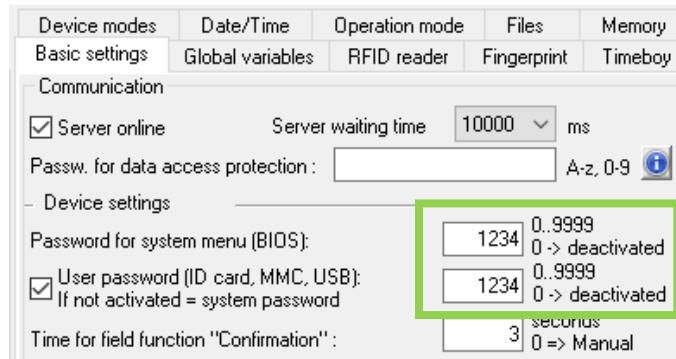 Device modes Date/Time Operation mode Files Memory
Basic settings Global variables RFID reader Fingerprint Timeboy
Communication
Server online Server waiting time 10000 ms
Passw. for data access protection : A-z, 0-9
Device settings
Password for system menu (BIOS): 1234 0..9999
0 -> deactivated
User password (ID card, MMC, USB): 1234 0..9999
If not activated = system password 0 -> deactivated
Time for field function "Confirmation" : 3 seconds
0 => Manual